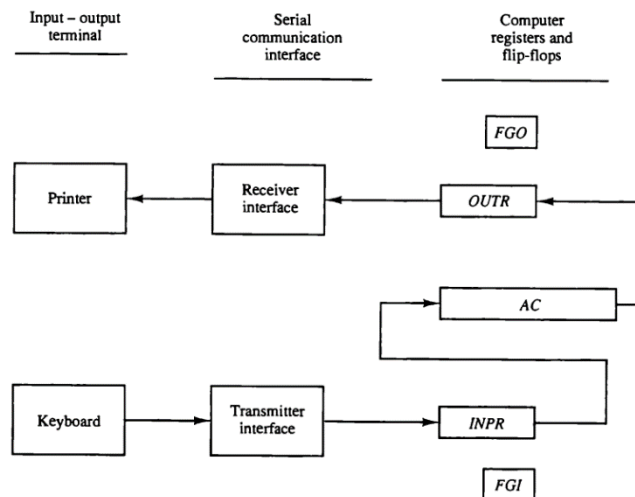 Input – output
terminal
Serial
communication
interface
Computer
registers and
flip-flops
FGO
Printer
Receiver
interface
OUTR
AC
Keyboard
Transmitter
interface
INPR
FGI